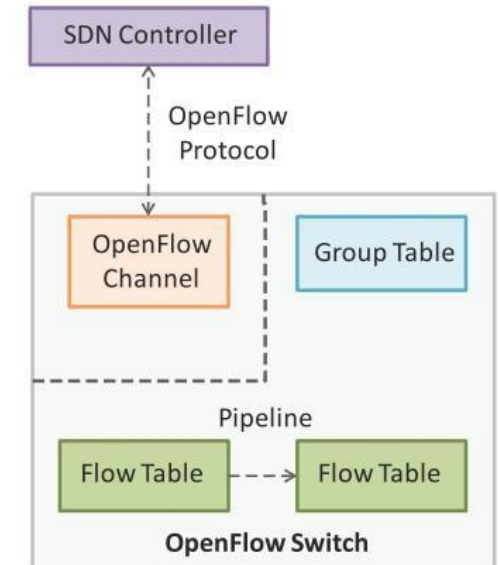 SDN Controller
OpenFlow
Protocol
OpenFlow
Channel
Group Table
Pipeline
Flow Table
Flow Table
OpenFlow Switch